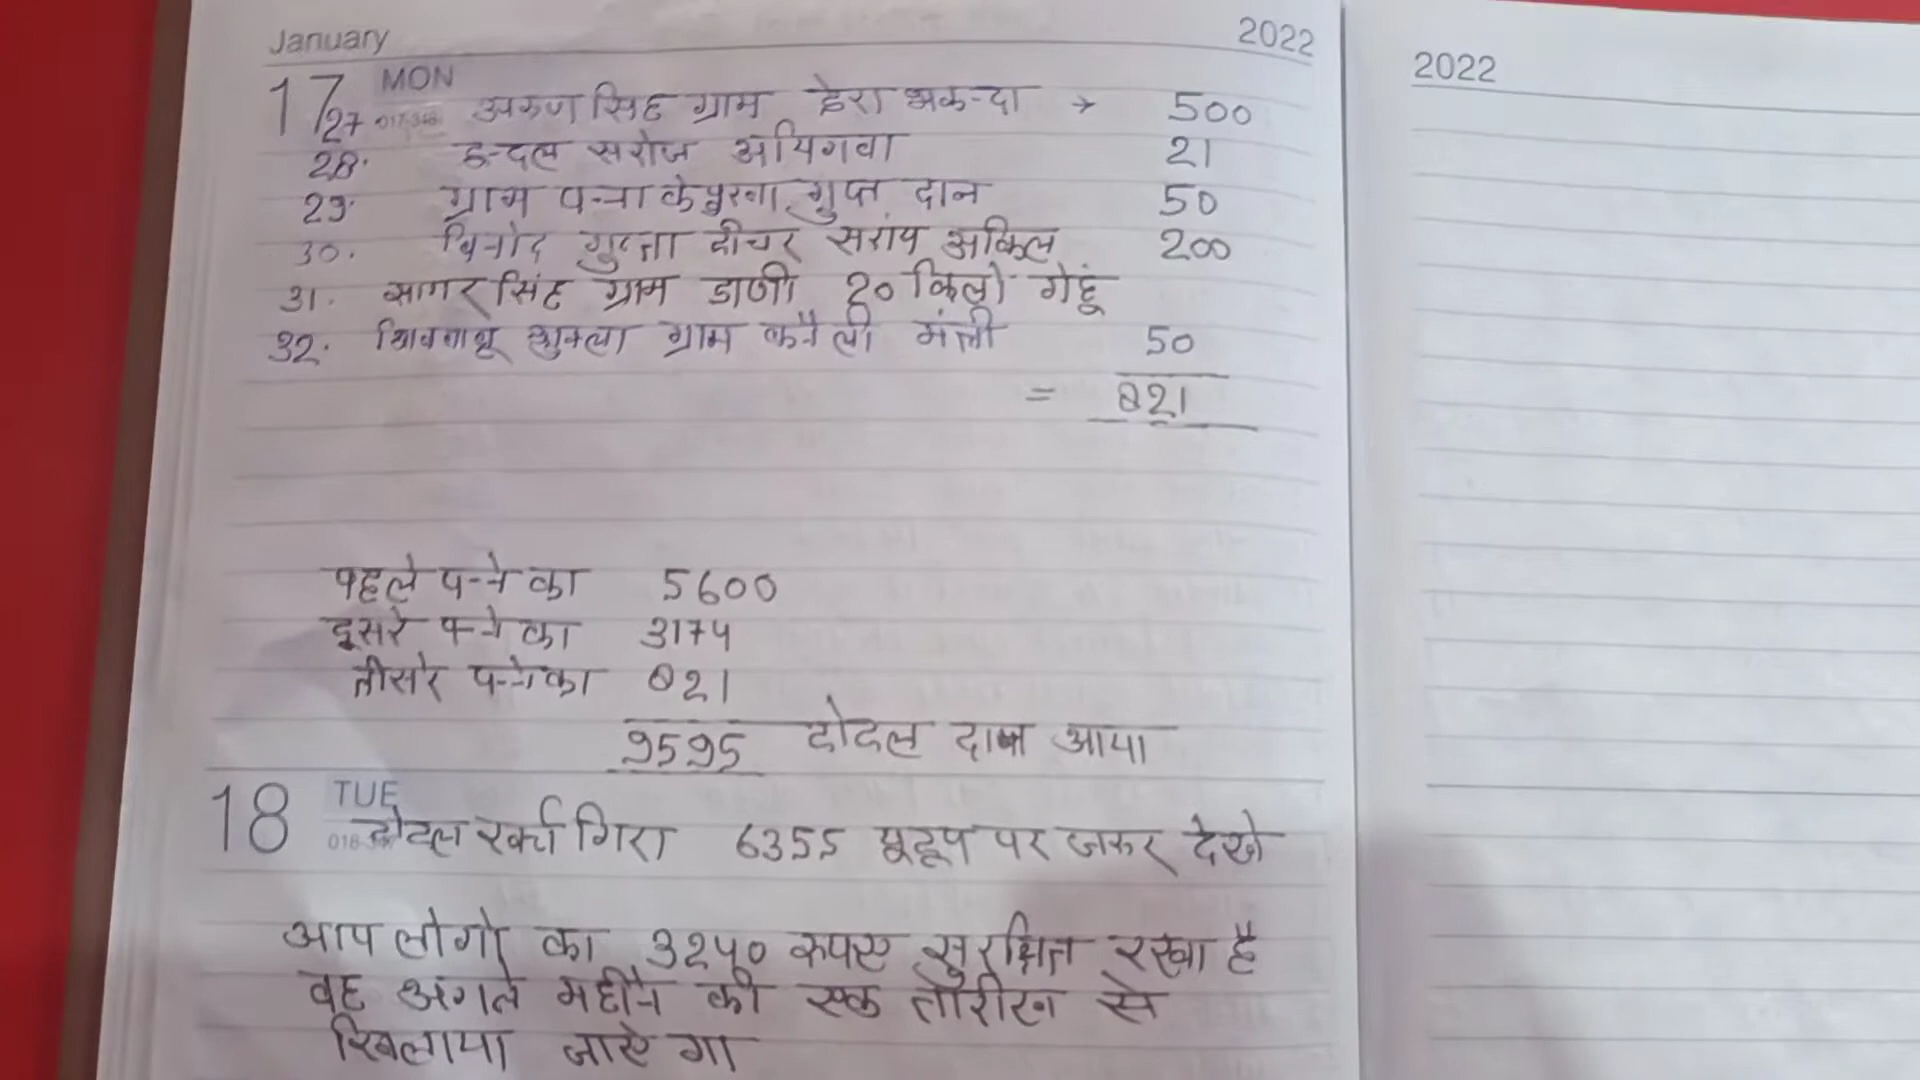 January 2022
17 MON
27 अरुण सिंह ग्राम डेरा भकन्दा → 500
28. इन्दल सरोज अयिगवा 21
29. ग्राम पन्ना के पुरवा गुप्त दान 50
30. विनोद गुप्ता टीचर सरांय अकिल 200
31. सागर सिंह ग्राम डाणी 20 किलो गेहूं
32. शिवबाबू शुक्ला ग्राम कनैली मंत्री 50
= 821
पहले पन्ने का 5600
दूसरे पन्ने का 3174
तीसरे पन्ने का 821
9595 टोटल दान आया
18 TUE
टोटल खर्चा गिरा 6355 यूटूप पर जाकर देखे
आप लोगो का 3240 रूपए सुरक्षित रखा है
वह अगले महीने की एक तारीख से
खिलाया जाऐ गा
2022